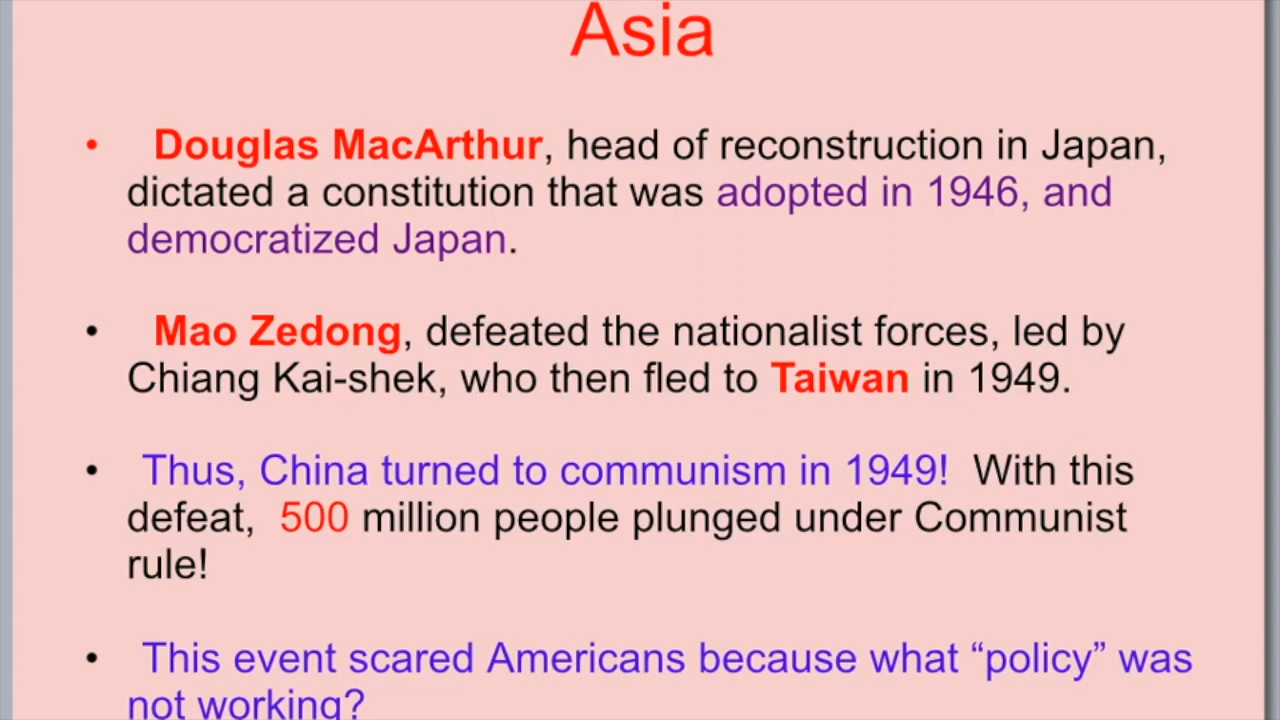 Asia
• Douglas MacArthur, head of reconstruction in Japan,
dictated a constitution that was adopted in 1946, and
democratized Japan.
• Mao Zedong, defeated the nationalist forces, led by
Chiang Kai-shek, who then fled to Taiwan in 1949.
• Thus, China turned to communism in 1949! With this
defeat, 500 million people plunged under Communist
rule!
• This event scared Americans because what “policy” was
not working?